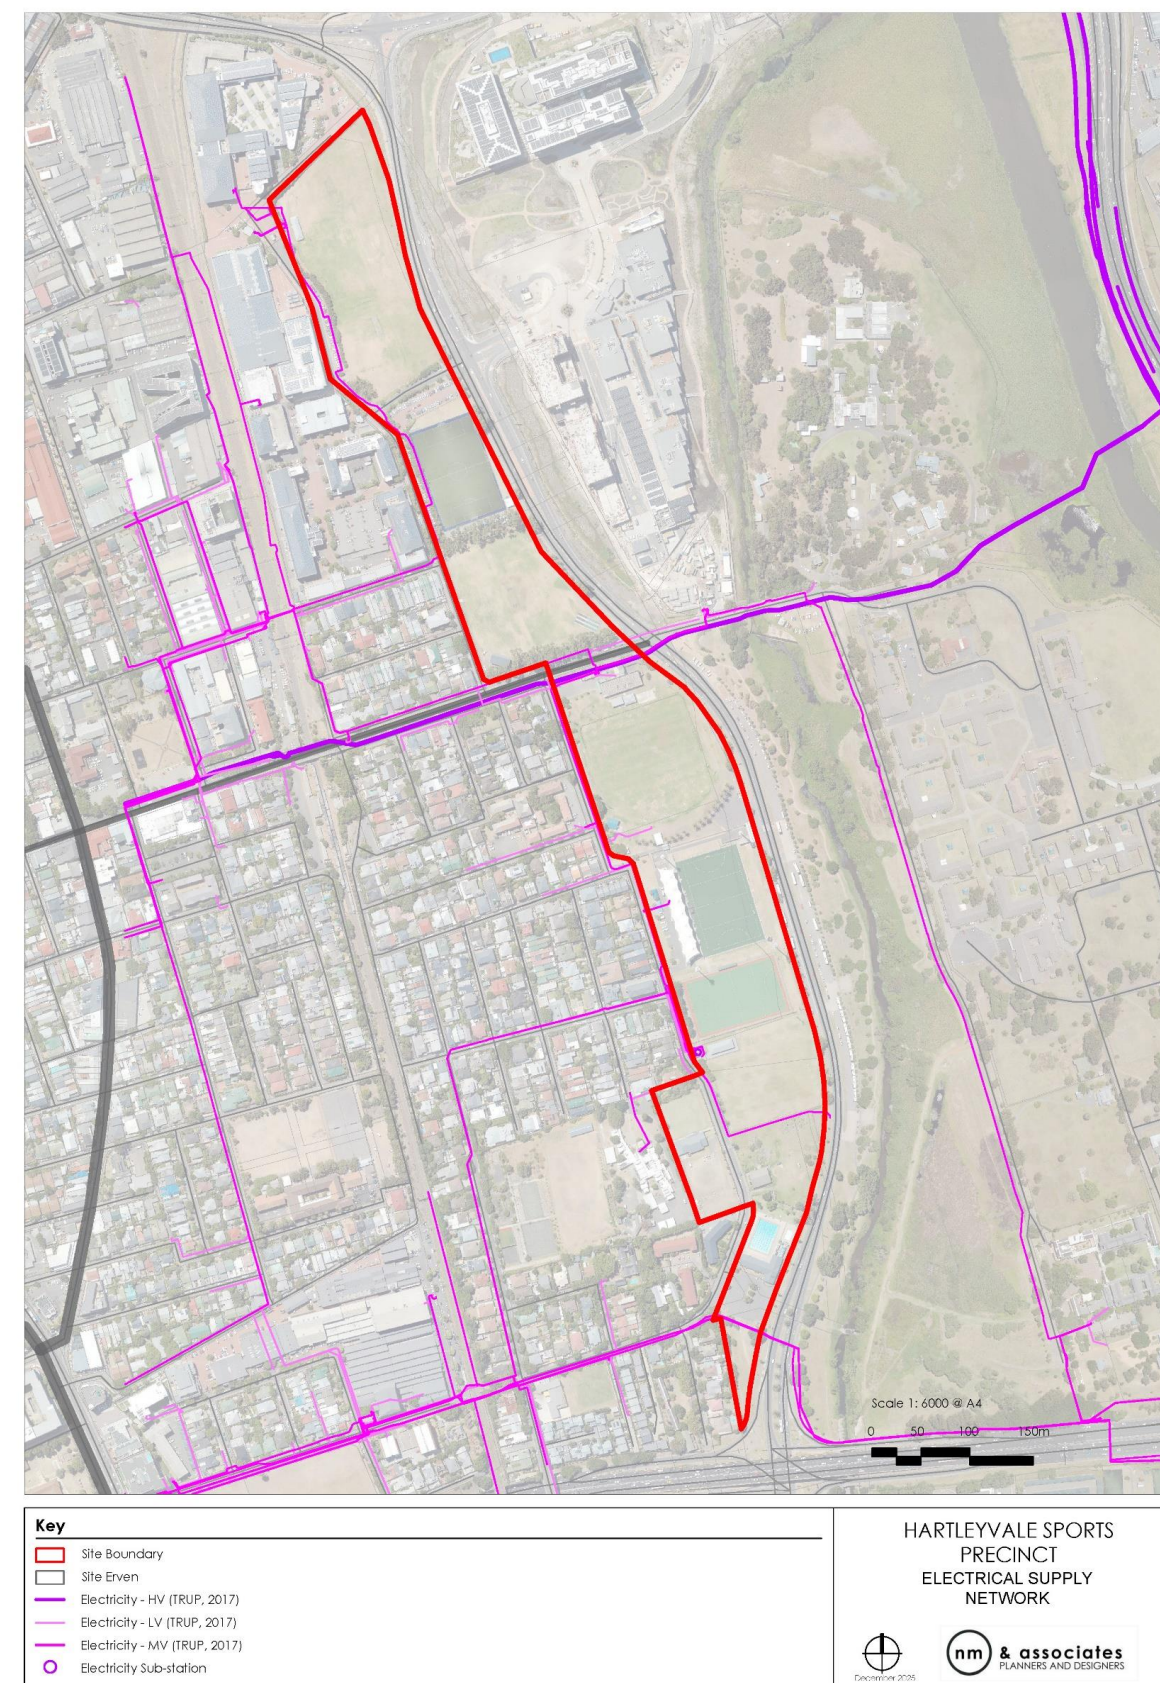 Scale 1: 6000 @ A4
0 50 100 150m
Key
Site Boundary
Site Erven
Electricity - HV (TRUP, 2017)
Electricity - LV (TRUP, 2017)
Electricity - MV (TRUP, 2017)
Electricity Sub-station
HARTLEYVALE SPORTS
PRECINCT
ELECTRICAL SUPPLY
NETWORK
December 2025
nm & associates
PLANNERS AND DESIGNERS